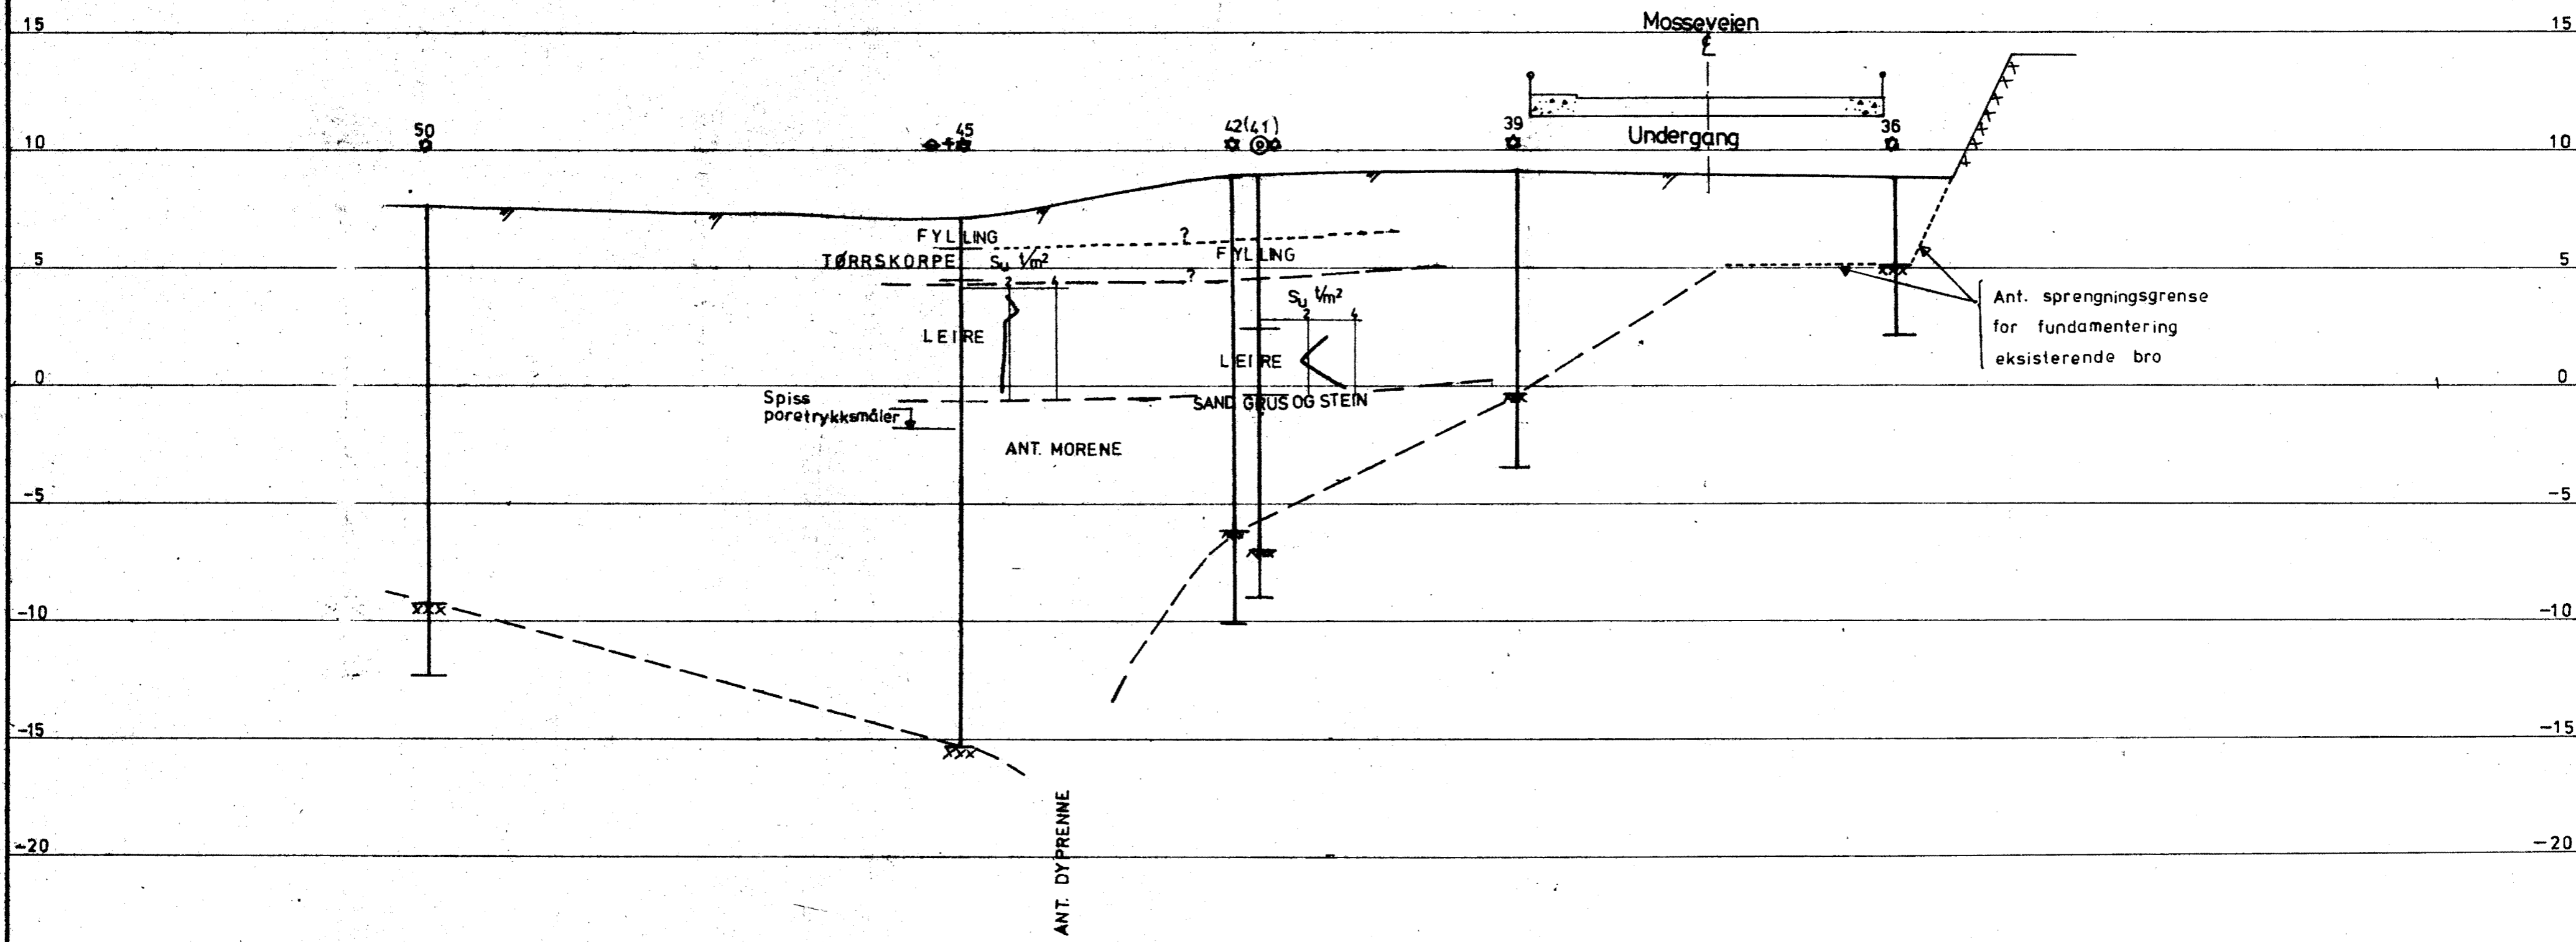 Mosseveien
15 15
50 45 42(41) 39 36
10 Undergang 10
FYLLING ?
TØRRSKORPE Su t/m² FYLLING
5 ? 5
2 4
Su t/m²
2 4
Ant. sprengningsgrense
for fundamentering
eksisterende bro
LEIRE LEIRE
0 0
Spiss
poretrykksmåler
SAND GRUS OG STEIN
ANT. MORENE
-5 -5
-10 -10
-15 -15
ANT. DYPRENNE
-20 -20